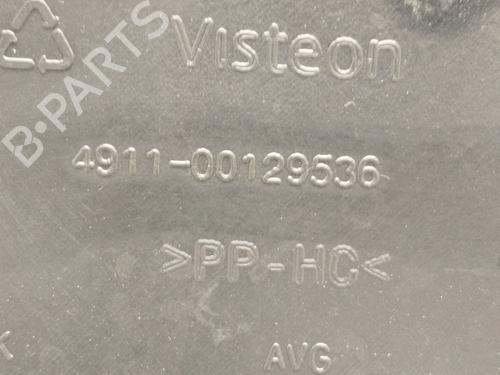 Visteon
B-PARTS
4911-00129536
>PP-HC<
AVG